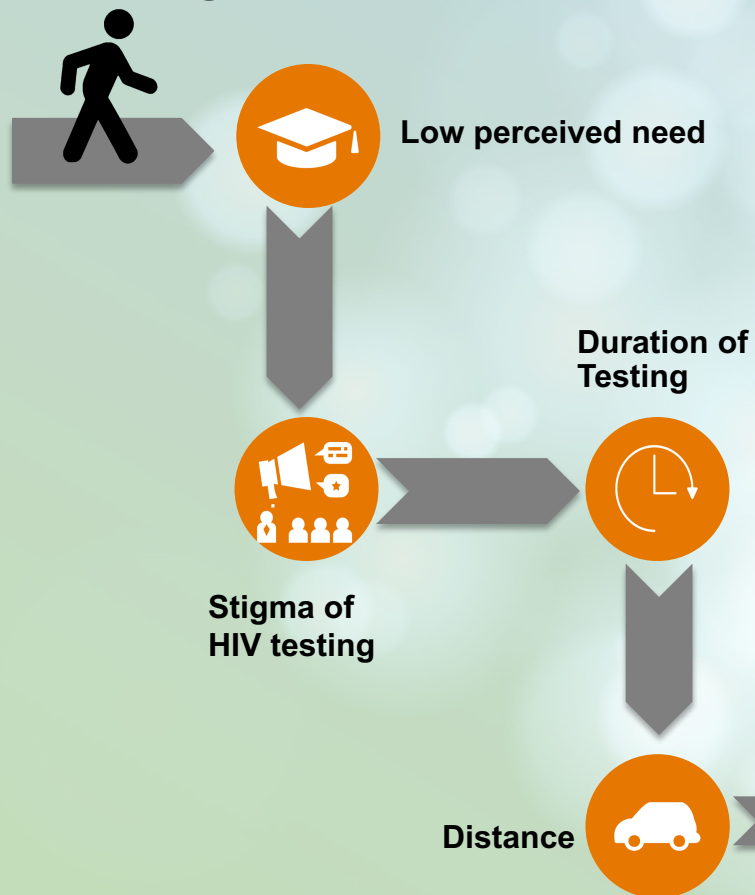 Low perceived need
Duration of
Testing
Stigma of
HIV testing
Distance